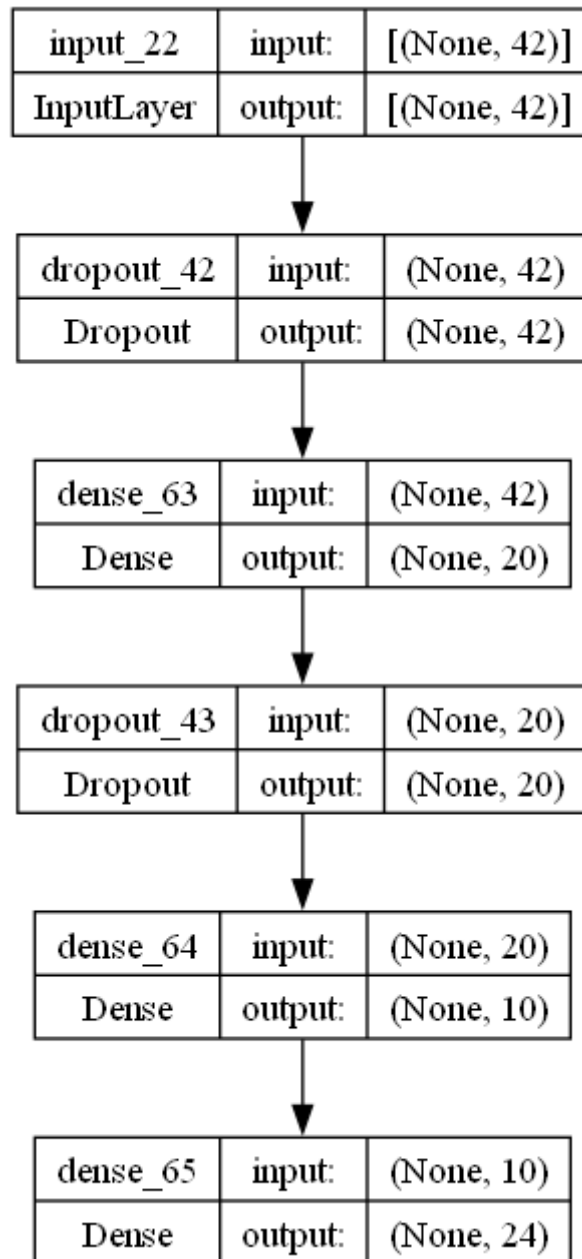 input_22 input: [(None, 42)]
InputLayer output: [(None, 42)]
dropout_42 input: (None, 42)
Dropout output: (None, 42)
dense_63 input: (None, 42)
Dense output: (None, 20)
dropout_43 input: (None, 20)
Dropout output: (None, 20)
dense_64 input: (None, 20)
Dense output: (None, 10)
dense_65 input: (None, 10)
Dense output: (None, 24)